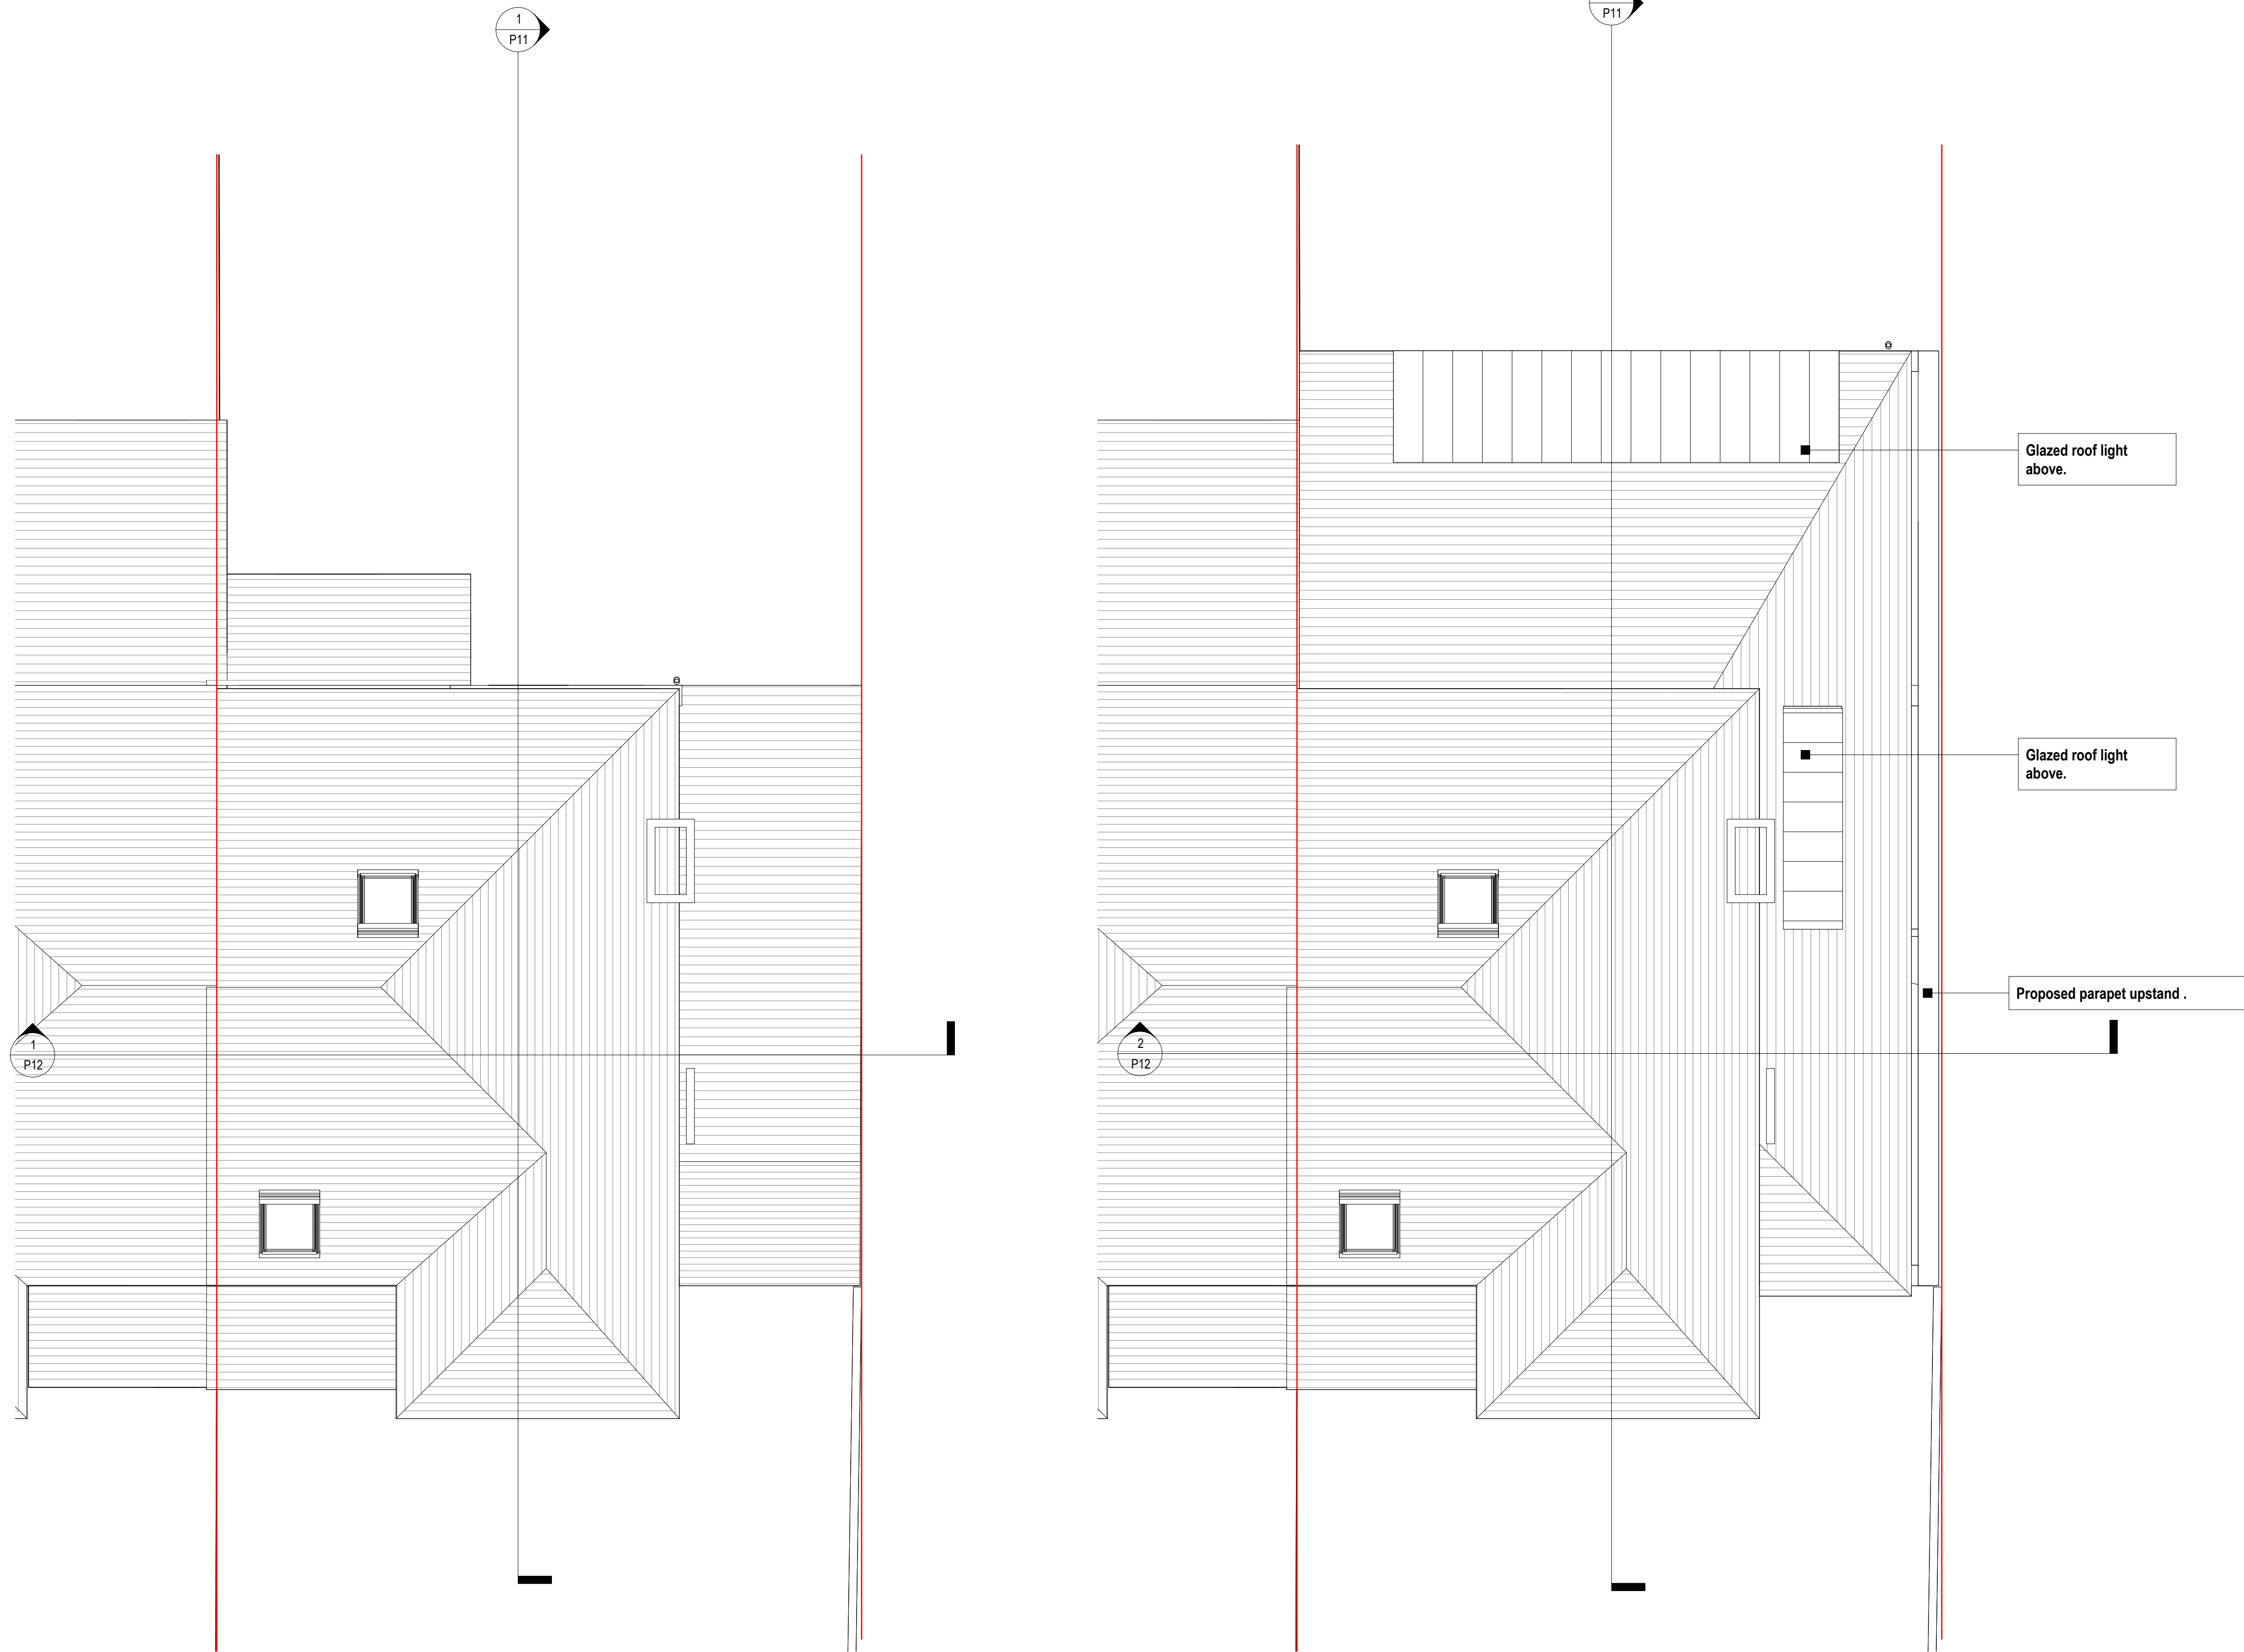 1
P11
P11
Glazed roof light
above.
Glazed roof light
above.
Proposed parapet upstand .
1
P12
2
P12